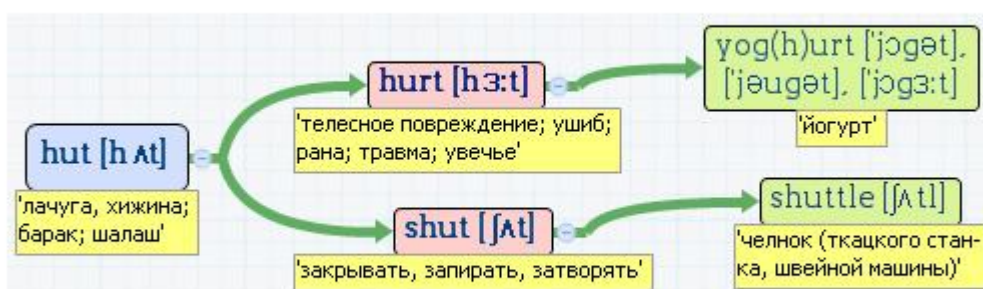 hut [hʌt]
'лачуга, хижина;
барак; шалаш'
hurt [hɜ:t]
'телесное повреждение; ушиб;
рана; травма; увечье'
yog(h)urt ['jɔgət],
['jəugət], ['jɔgɜ:t]
'йогурт'
shut [ʃʌt]
'закрывать, запирать, затворять'
shuttle [ʃʌtl]
'челнок (ткацкого стан-
ка, швейной машины)'